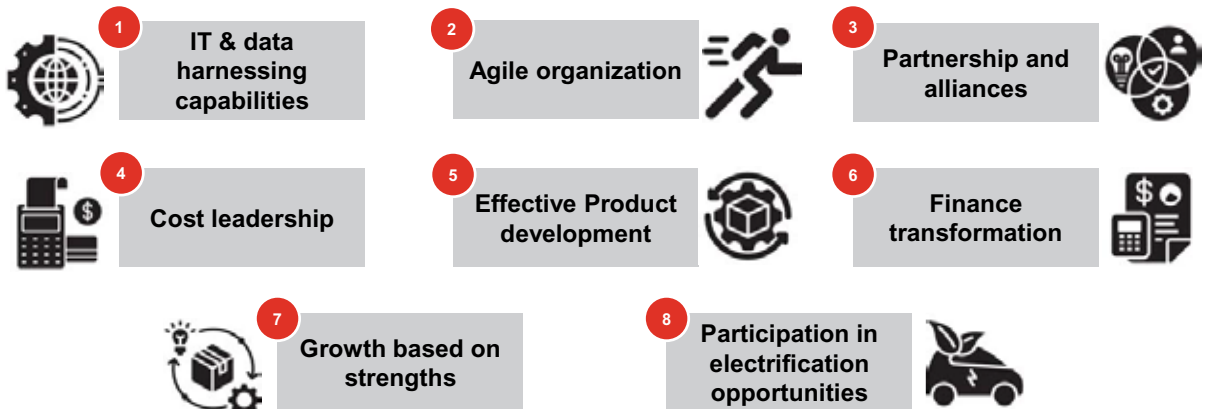 1
IT & data
harnessing
capabilities
2
Agile organization
3
Partnership and
alliances
4
Cost leadership
$
5
Effective Product
development
6
Finance
transformation
$
7
Growth based on
strengths
8
Participation in
electrification
opportunities